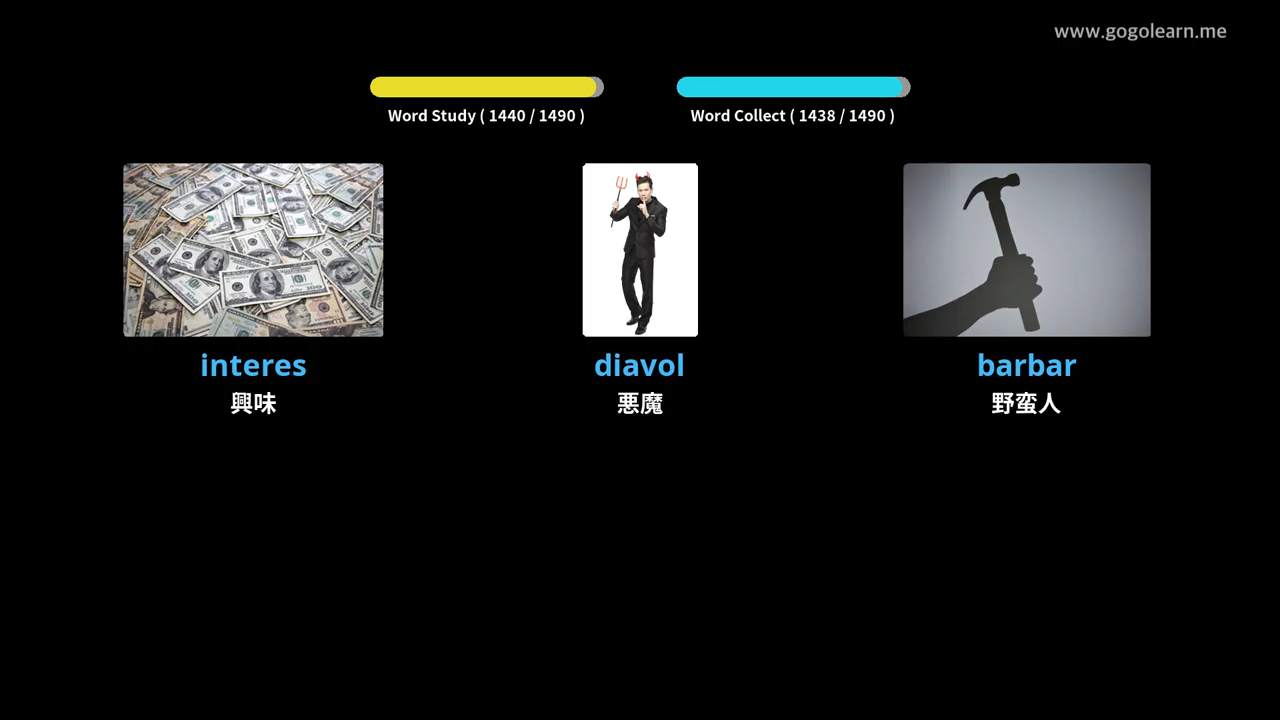 www.gogolearn.me
Word Study ( 1440 / 1490 )
Word Collect ( 1438 / 1490 )
interes
興味
diavol
悪魔
barbar
野蛮人